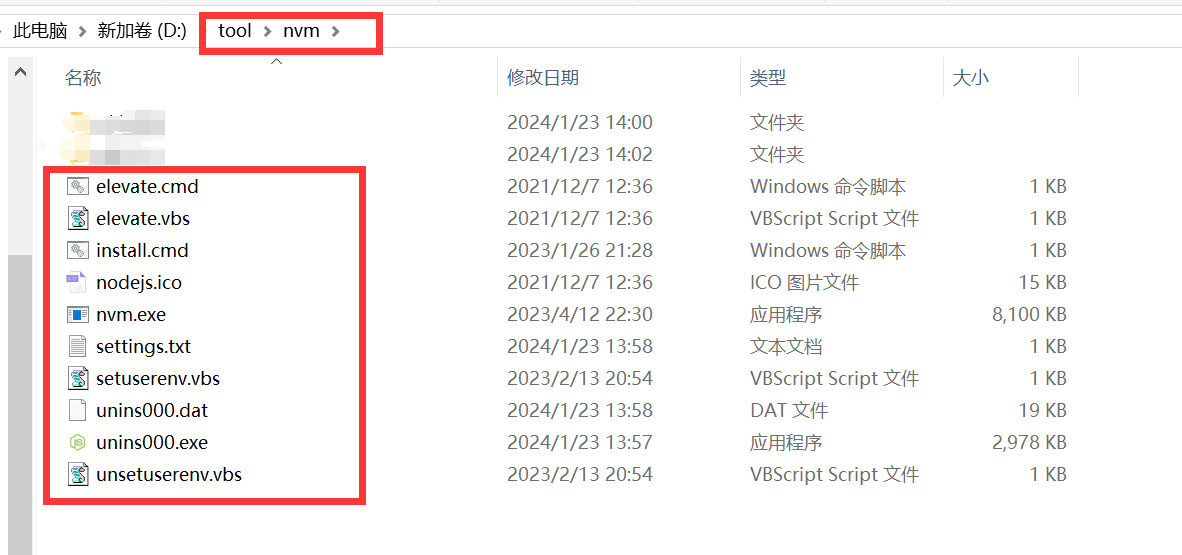 此电脑 > 新加卷 (D:) > tool > nvm >
名称 修改日期 类型 大小
2024/1/23 14:00 文件夹
2024/1/23 14:02 文件夹
elevate.cmd 2021/12/7 12:36 Windows 命令脚本 1 KB
elevate.vbs 2021/12/7 12:36 VBScript Script 文件 1 KB
install.cmd 2023/1/26 21:28 Windows 命令脚本 1 KB
nodejs.ico 2021/12/7 12:36 ICO 图片文件 15 KB
nvm.exe 2023/4/12 22:30 应用程序 8,100 KB
settings.txt 2024/1/23 13:58 文本文档 1 KB
setuserenv.vbs 2023/2/13 20:54 VBScript Script 文件 1 KB
unins000.dat 2024/1/23 13:58 DAT 文件 19 KB
unins000.exe 2024/1/23 13:57 应用程序 2,978 KB
unsetuserenv.vbs 2023/2/13 20:54 VBScript Script 文件 1 KB